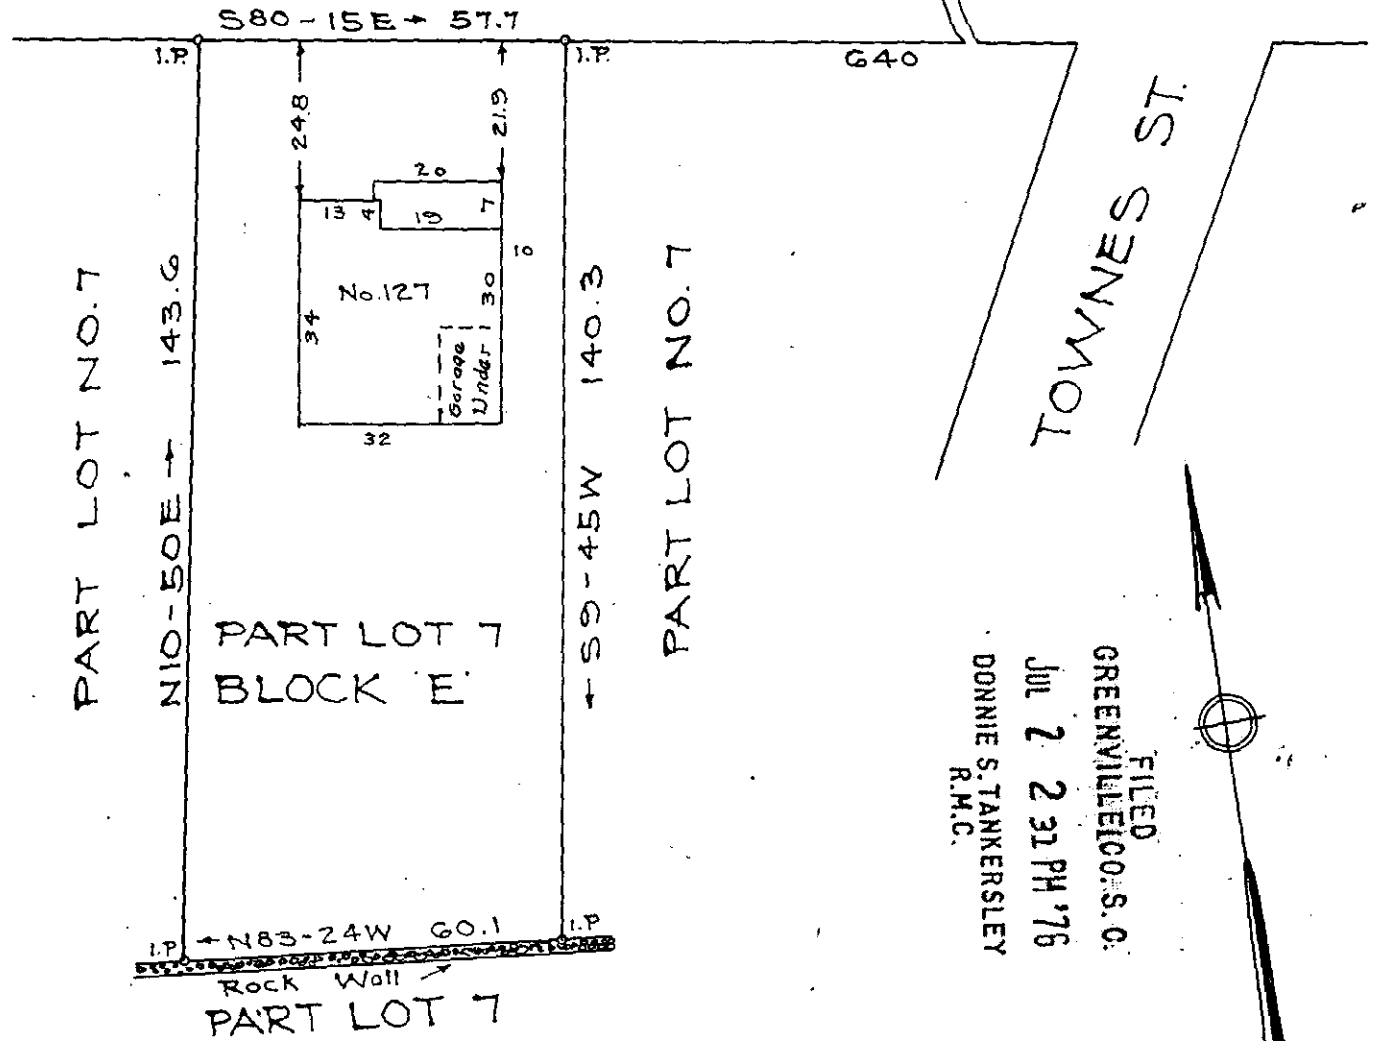 S80-15E → 57.7
I.P.
I.P.
640
24.8
21.9
20
13
4
19
7
10
No.127
30
34
Garage
Under
32
PART LOT NO.7
N10-50E → 143.6
← S9-45W 140.3
PART LOT NO.7
TOWNES ST.
PART LOT 7
BLOCK 'E'
FILED
GREENVILLE CO. S. C.
JUL 2 2 31 PM '76
DONNIE S. TANKERSLEY
R.M.C.
I.P.
← N83-24W 60.1
I.P
Rock Wall
PART LOT 7